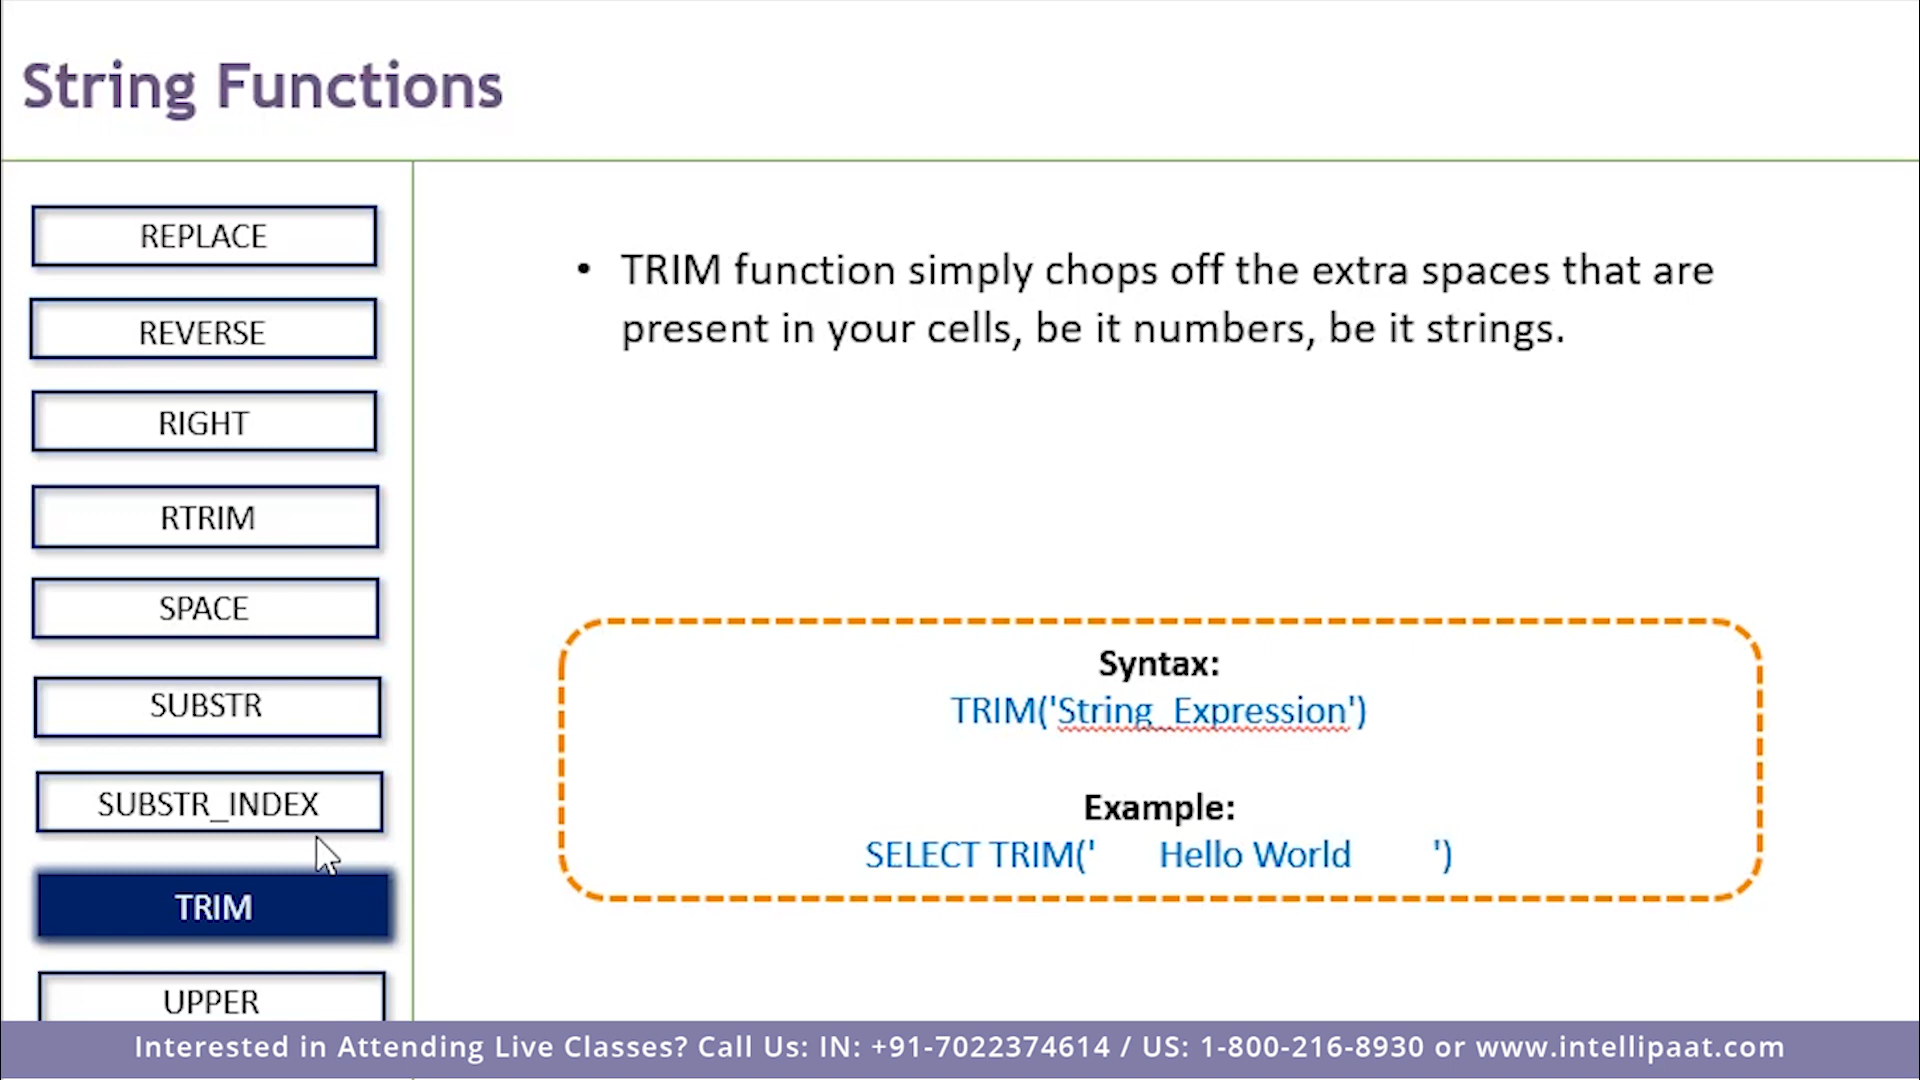 String Functions
REPLACE
REVERSE
RIGHT
RTRIM
SPACE
SUBSTR
SUBSTR_INDEX
TRIM
UPPER
• TRIM function simply chops off the extra spaces that are
present in your cells, be it numbers, be it strings.
Syntax:
TRIM('String_Expression')
Example:
SELECT TRIM('      Hello World        ')
Interested in Attending Live Classes? Call Us: IN: +91-7022374614 / US: 1-800-216-8930 or www.intellipaat.com